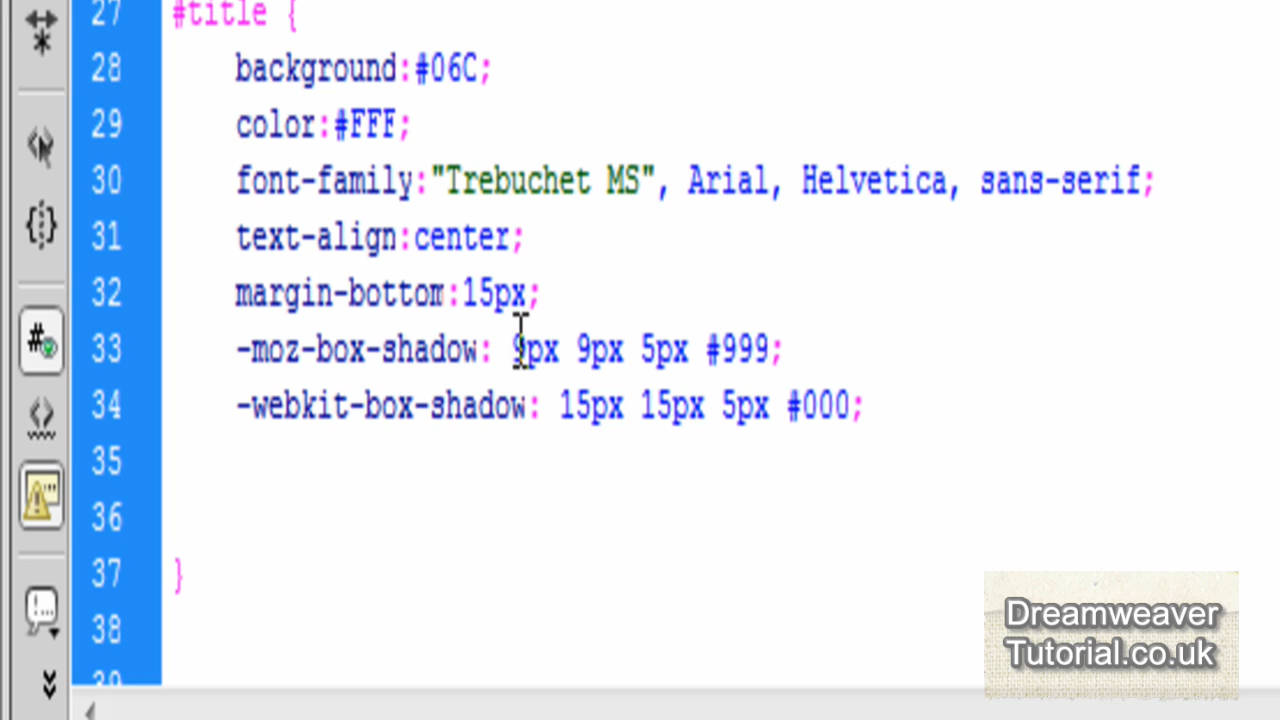 27 #title {
28 background:#06C;
29 color:#FFF;
30 font-family:"Trebuchet MS", Arial, Helvetica, sans-serif;
31 text-align:center;
32 margin-bottom:15px;
33 -moz-box-shadow: 9px 9px 5px #999;
34 -webkit-box-shadow: 15px 15px 5px #000;
35
36
37 }
38
39
Dreamweaver
Tutorial.co.uk